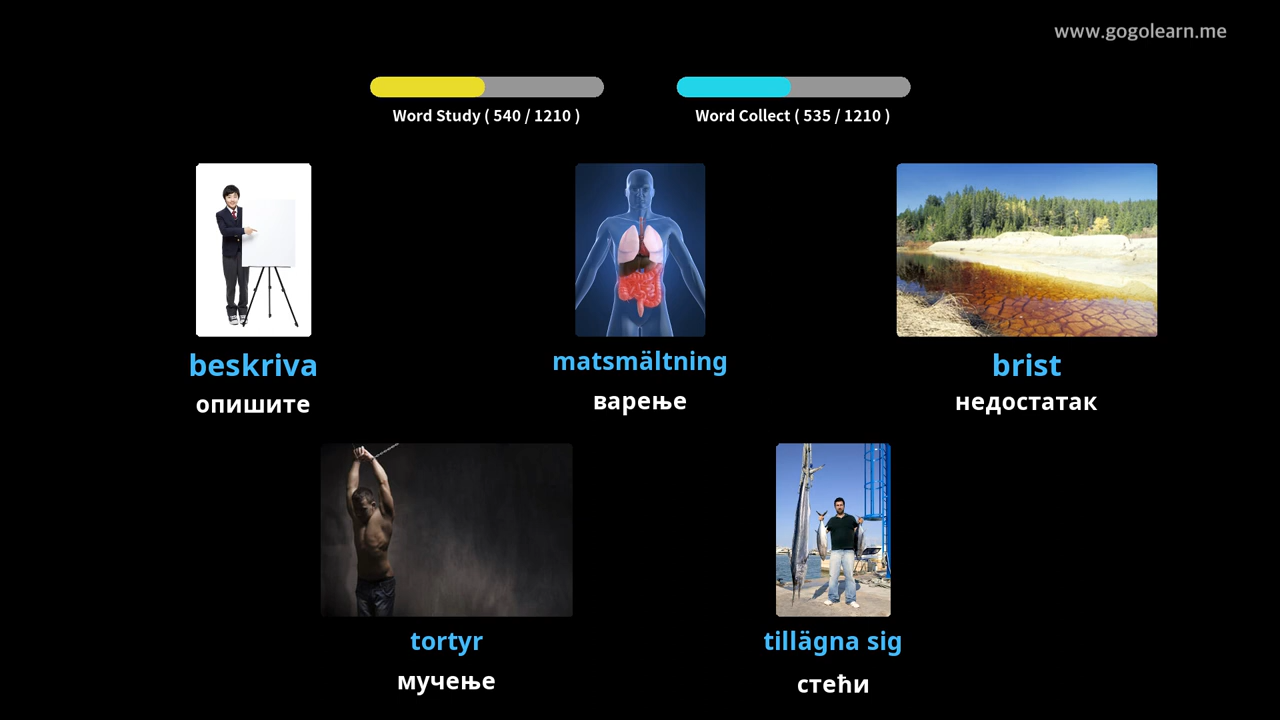 www.gogolearn.me
Word Study ( 540 / 1210 )
Word Collect ( 535 / 1210 )
beskriva
опишите
matsmältning
варење
brist
недостатак
tortyr
мучење
tillägna sig
стећи